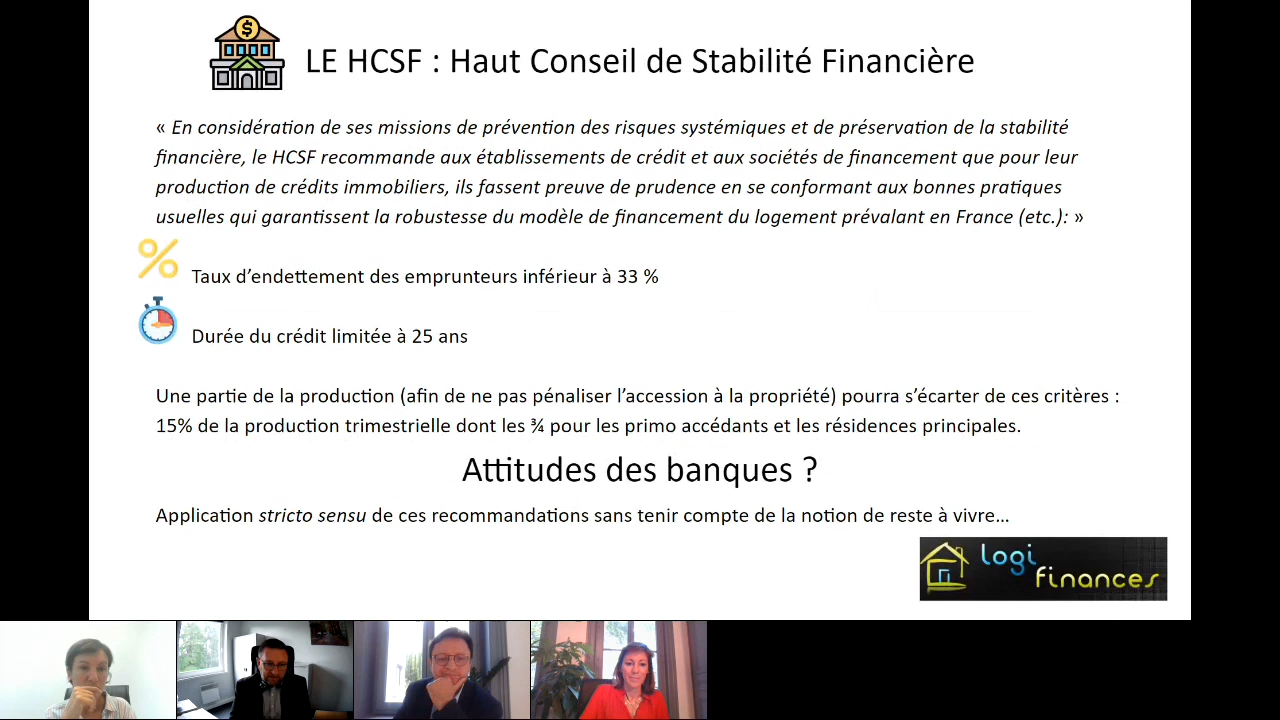 LE HCSF : Haut Conseil de Stabilité Financière
« En considération de ses missions de prévention des risques systémiques et de préservation de la stabilité
financière, le HCSF recommande aux établissements de crédit et aux sociétés de financement que pour leur
production de crédits immobiliers, ils fassent preuve de prudence en se conformant aux bonnes pratiques
usuelles qui garantissent la robustesse du modèle de financement du logement prévalant en France (etc.): »
%
Taux d’endettement des emprunteurs inférieur à 33 %
Durée du crédit limitée à 25 ans
Une partie de la production (afin de ne pas pénaliser l’accession à la propriété) pourra s’écarter de ces critères :
15% de la production trimestrielle dont les ¾ pour les primo accédants et les résidences principales.
Attitudes des banques ?
Application stricto sensu de ces recommandations sans tenir compte de la notion de reste à vivre…
logi
finances